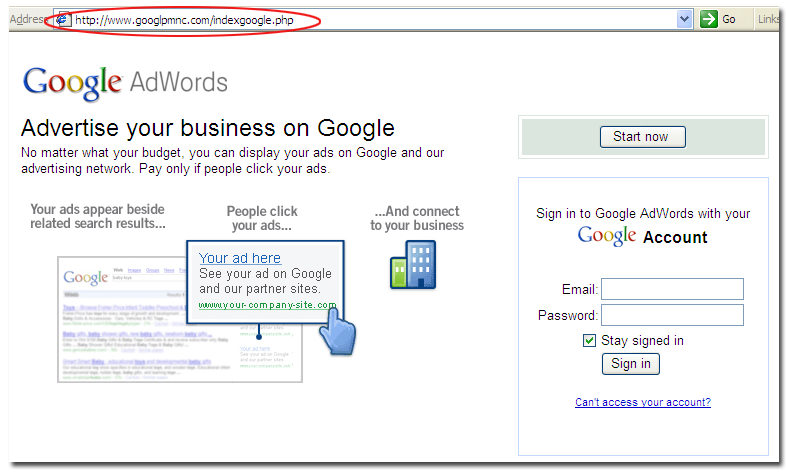 Address http://www.googlpmnc.com/indexgoogle.php Go Links
Google AdWords
Advertise your business on Google
No matter what your budget, you can display your ads on Google and our
advertising network. Pay only if people click your ads.
Your ads appear beside
related search results...
People click
your ads...
...And connect
to your business
Google
Your ad here
See your ad on Google
and our partner sites.
www.your-company-site.com
Start now
Sign in to Google AdWords with your
Google Account
Email:
Password:
Stay signed in
Sign in
Can't access your account?